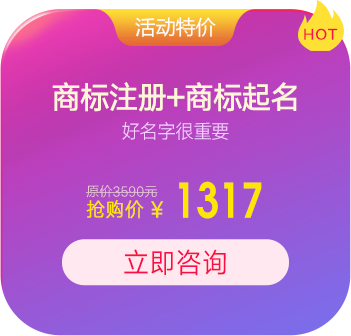 活动特价
HOT
商标注册+商标起名
好名字很重要
原价3590元
抢购价 ¥ 1317
立即咨询